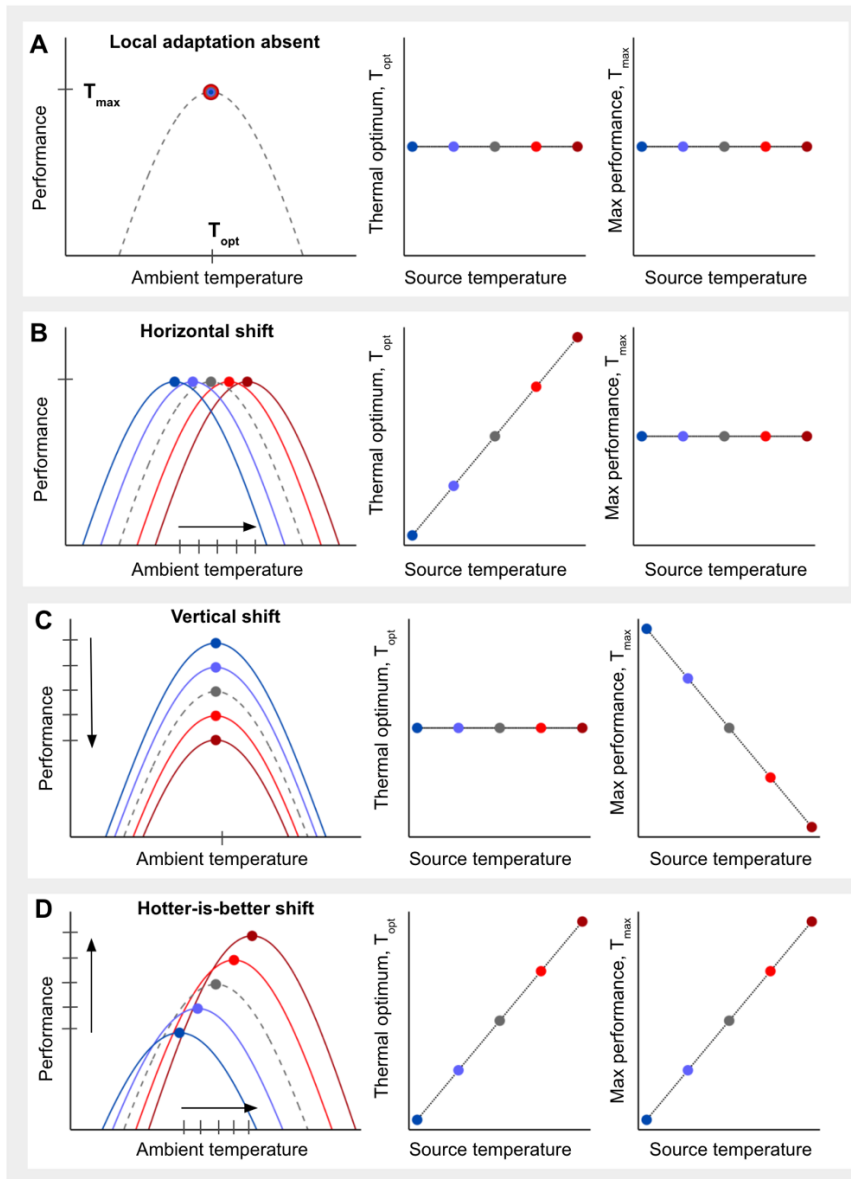 A
Local adaptation absent
Performance
Tmax
Topt
Ambient temperature
Thermal optimum, Topt
Source temperature
Max performance, Tmax
Source temperature
B
Horizontal shift
Performance
Ambient temperature
Thermal optimum, Topt
Source temperature
Max performance, Tmax
Source temperature
C
Vertical shift
Performance
Ambient temperature
Thermal optimum, Topt
Source temperature
Max performance, Tmax
Source temperature
D
Hotter-is-better shift
Performance
Ambient temperature
Thermal optimum, Topt
Source temperature
Max performance, Tmax
Source temperature